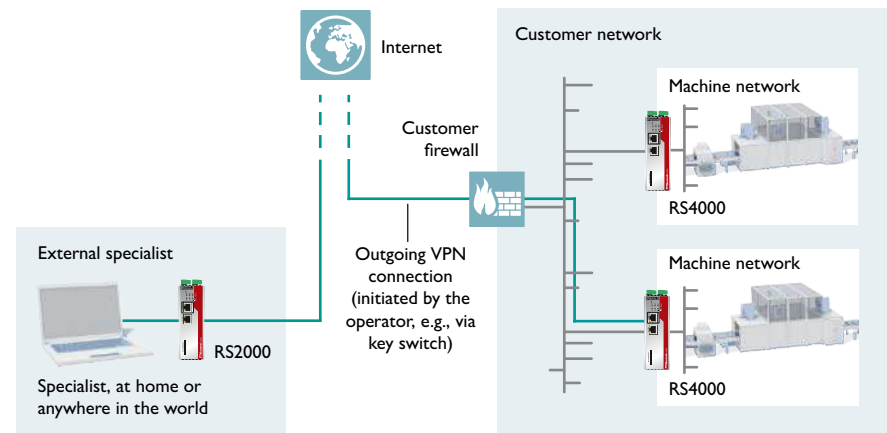 Internet
Customer
firewall
Customer network
Machine network
RS4000
Machine network
RS4000
External specialist
RS2000
Specialist, at home or
anywhere in the world
Outgoing VPN
connection
(initiated by the
operator, e.g., via
key switch)